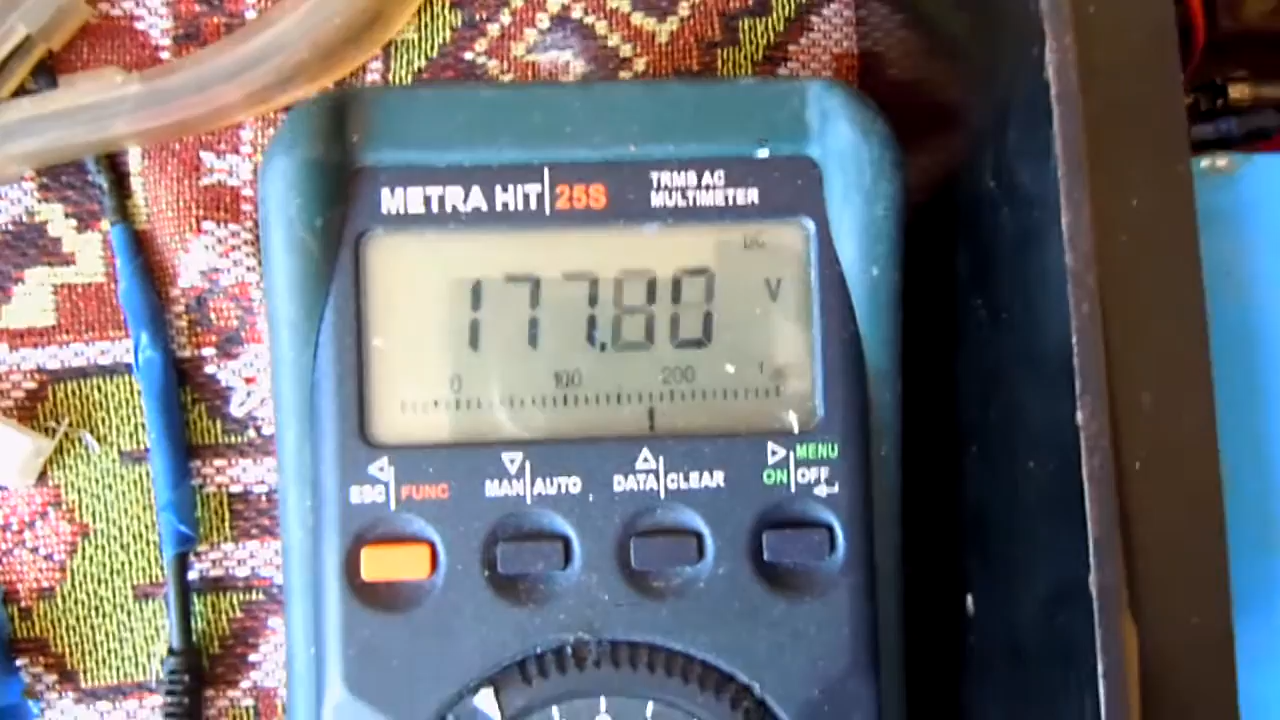 METRA HIT 25S
TRMS AC
MULTIMETER
DC
177.80 V
0 100 200
ESC FUNC
MAN AUTO
DATA CLEAR
MENU
ON OFF